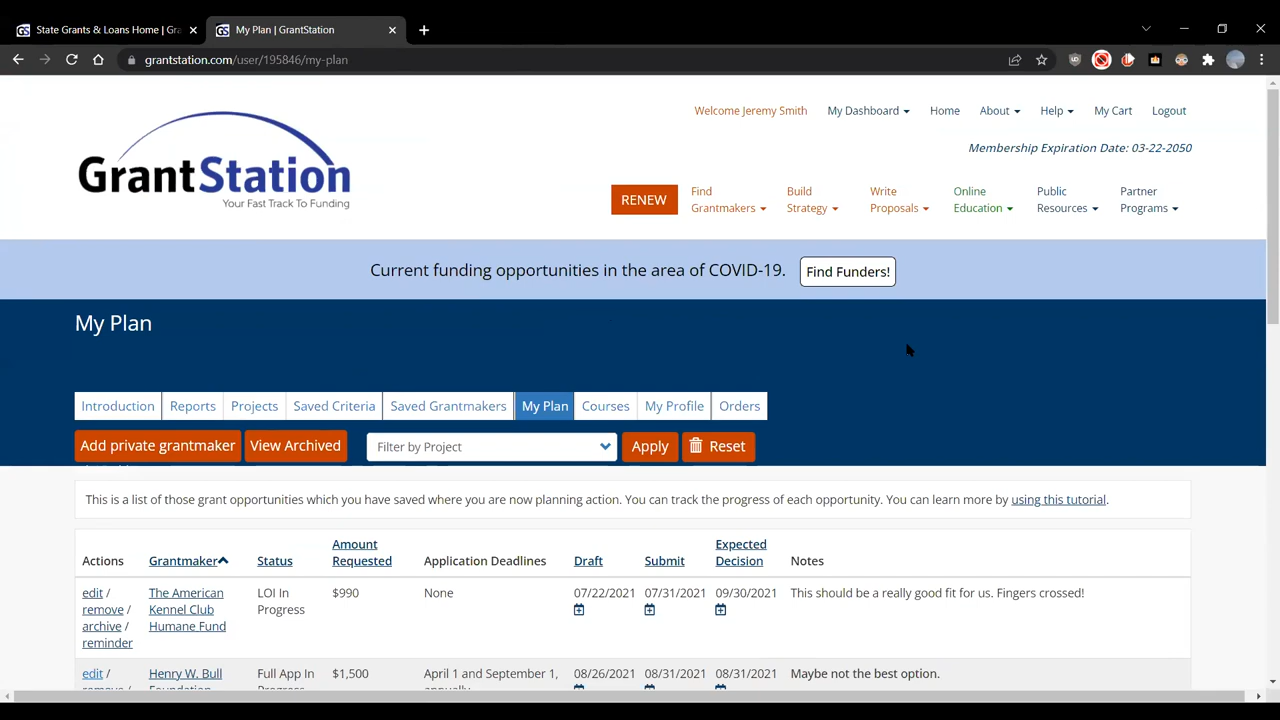 State Grants & Loans Home | Gra
My Plan | GrantStation
grantstation.com/user/195846/my-plan
Welcome Jeremy Smith
My Dashboard
Home
About
Help
My Cart
Logout
Membership Expiration Date: 03-22-2050
GrantStation
Your Fast Track To Funding
RENEW
Find
Grantmakers
Build
Strategy
Write
Proposals
Online
Education
Public
Resources
Partner
Programs
Current funding opportunities in the area of COVID-19.
Find Funders!
My Plan
Introduction
Reports
Projects
Saved Criteria
Saved Grantmakers
My Plan
Courses
My Profile
Orders
Add private grantmaker
View Archived
Filter by Project
Apply
Reset
This is a list of those grant opportunities which you have saved where you are now planning action. You can track the progress of each opportunity. You can learn more by using this tutorial.
Actions
Grantmaker
Status
Amount
Requested
Application Deadlines
Draft
Submit
Expected
Decision
Notes
edit /
remove /
archive /
reminder
The American
Kennel Club
Humane Fund
LOI In
Progress
$990
None
07/22/2021
07/31/2021
09/30/2021
This should be a really good fit for us. Fingers crossed!
edit /
remove /
Henry W. Bull
Foundation
Full App In
Progress
$1,500
April 1 and September 1,
annually
08/26/2021
08/31/2021
08/31/2021
Maybe not the best option.